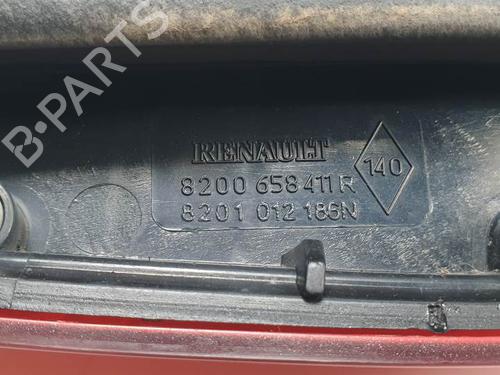 B-PARTS
RENAULT
8200 658411R
140
8201 012 186N